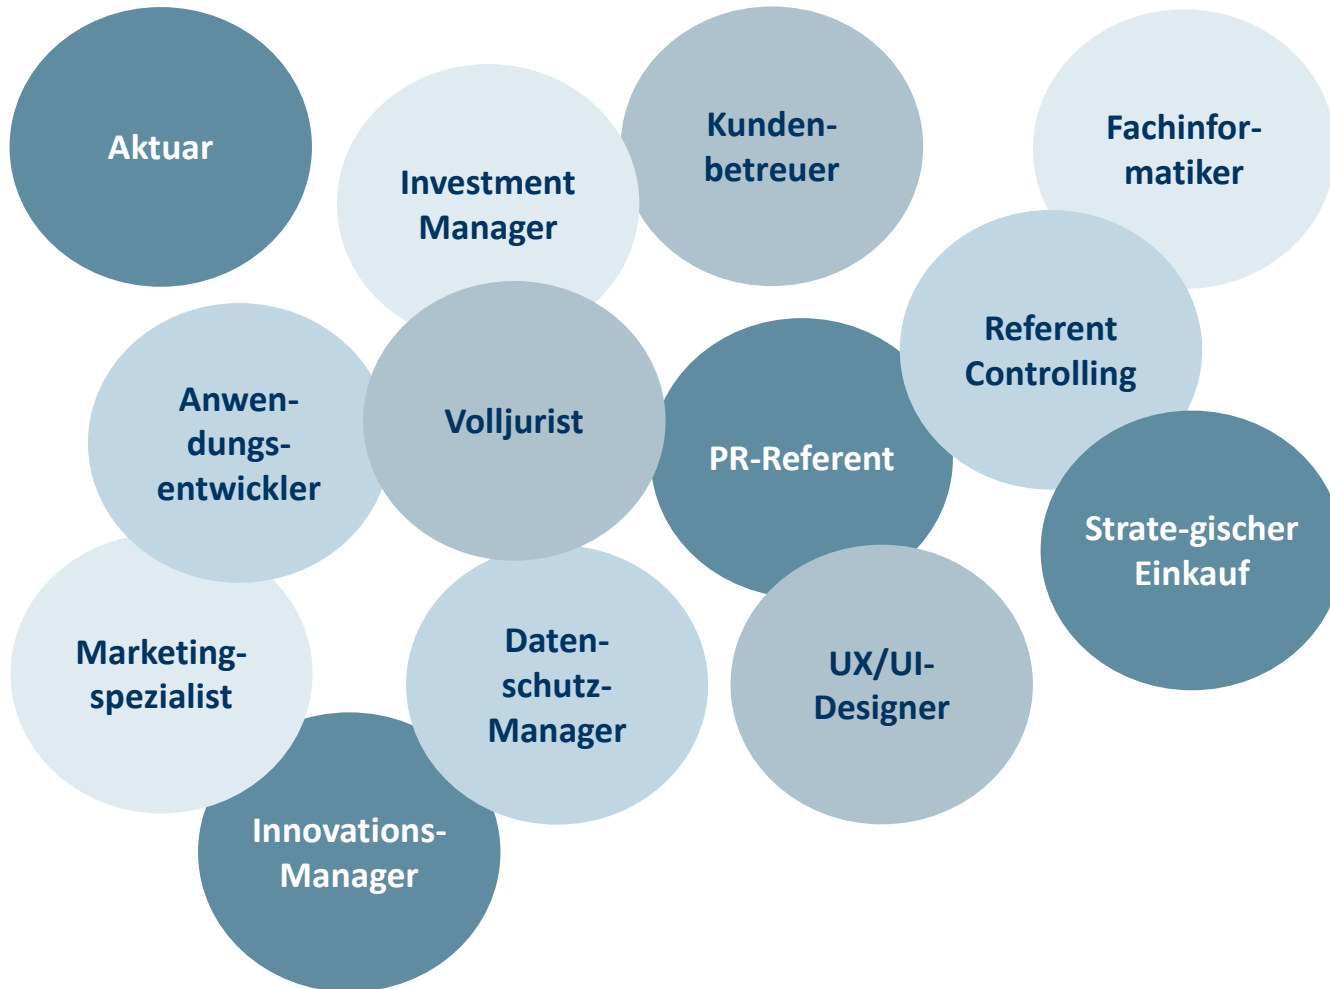 Aktuar
Investment
Manager
Kunden-
betreuer
Fachinfor-
matiker
Anwen-
dungs-
entwickler
Volljurist
PR-Referent
Referent
Controlling
Strate-gischer
Einkauf
Marketing-
spezialist
Daten-
schutz-
Manager
UX/UI-
Designer
Innovations-
Manager